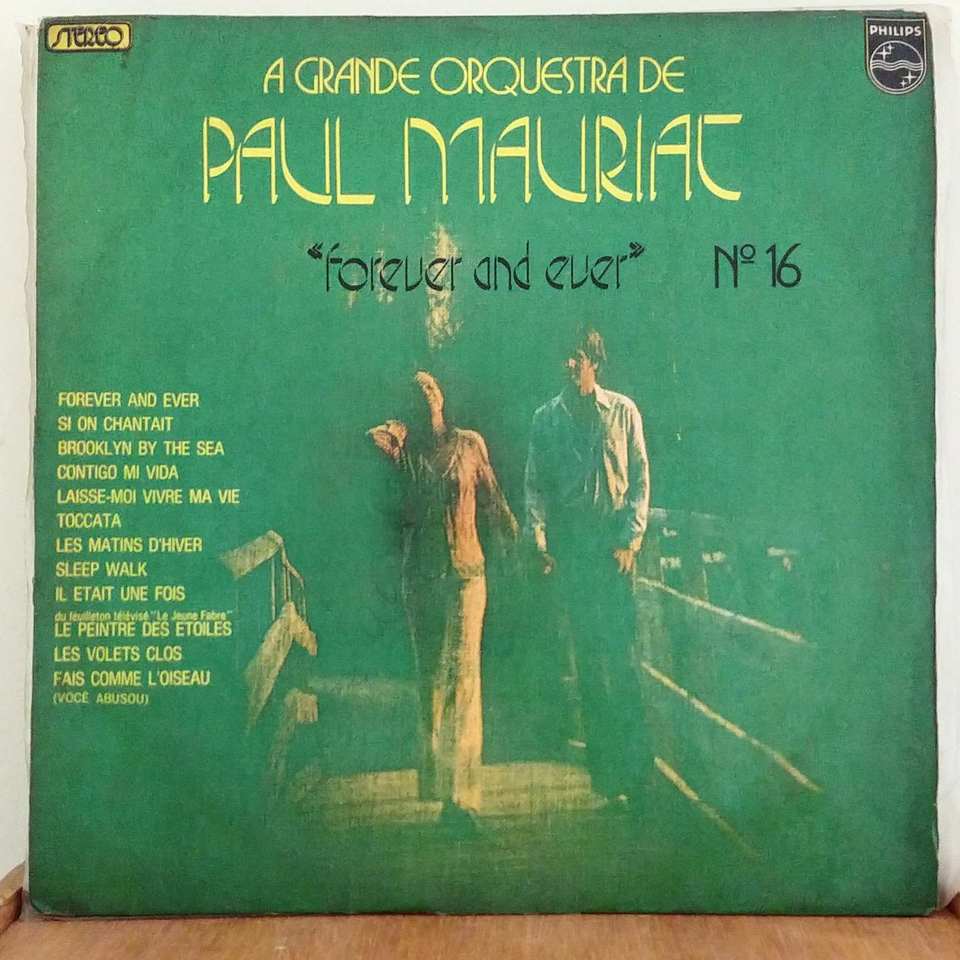 STEREO
PHILIPS
A GRANDE ORQUESTRA DE
PAUL MAURIAT
"forever and ever" Nº 16
FOREVER AND EVER
SI ON CHANTAIT
BROOKLYN BY THE SEA
CONTIGO MI VIDA
LAISSE-MOI VIVRE MA VIE
TOCCATA
LES MATINS D'HIVER
SLEEP WALK
IL ETAIT UNE FOIS
du feuilleton télévisé "Le Jeune Fabre"
LE PEINTRE DES ETOILES
LES VOLETS CLOS
FAIS COMME L'OISEAU
(VOCÊ ABUSOU)